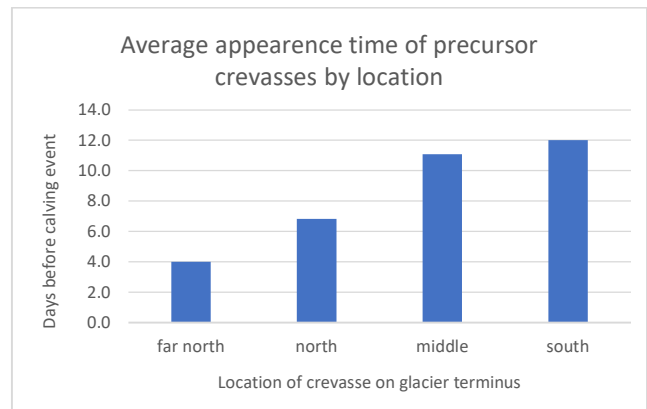 Average appearence time of precursor
crevasses by location
Days before calving event
14.0
12.0
10.0
8.0
6.0
4.0
2.0
0.0
far north
north
middle
south
Location of crevasse on glacier terminus